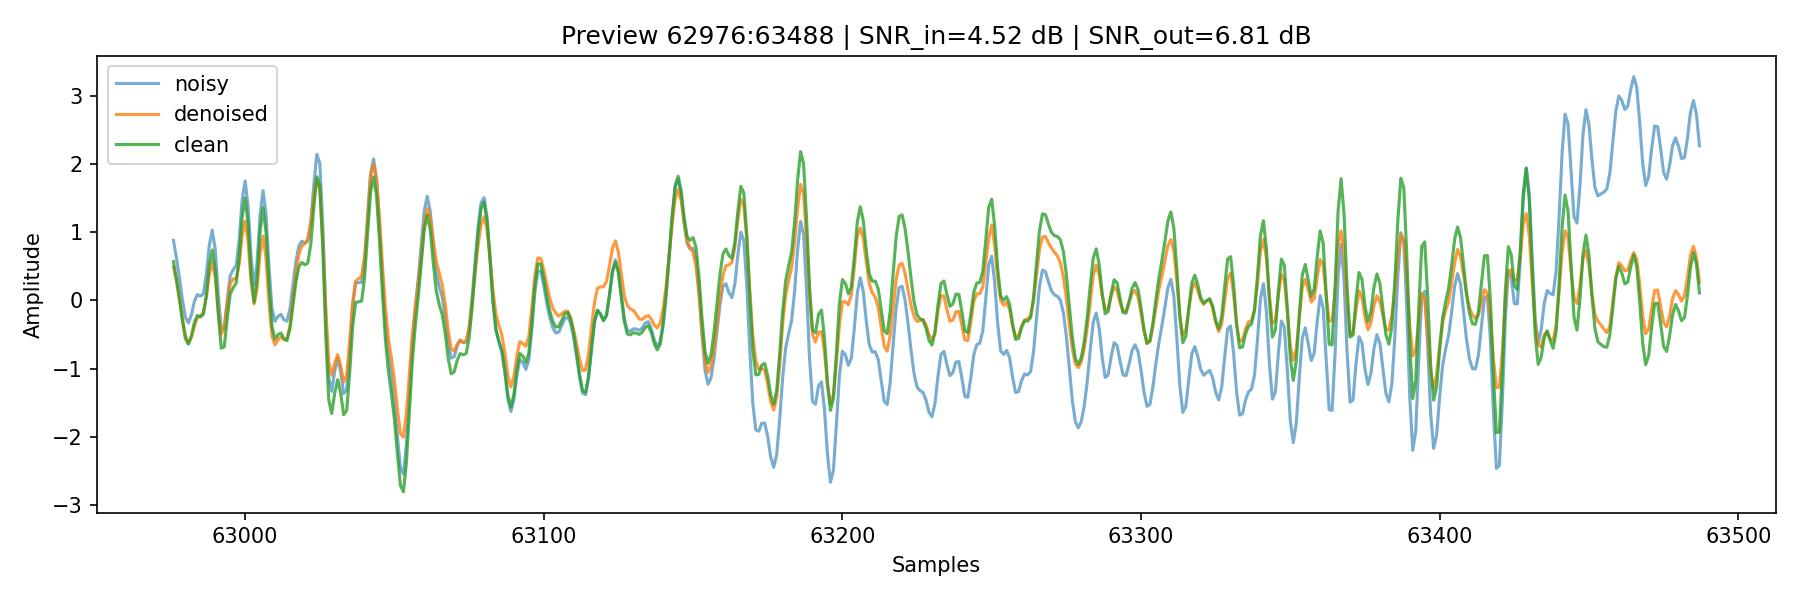 Preview 62976:63488 | SNR_in=4.52 dB | SNR_out=6.81 dB
noisy
denoised
clean
Amplitude
3
2
1
0
−1
−2
−3
63000 63100 63200 63300 63400 63500
Samples